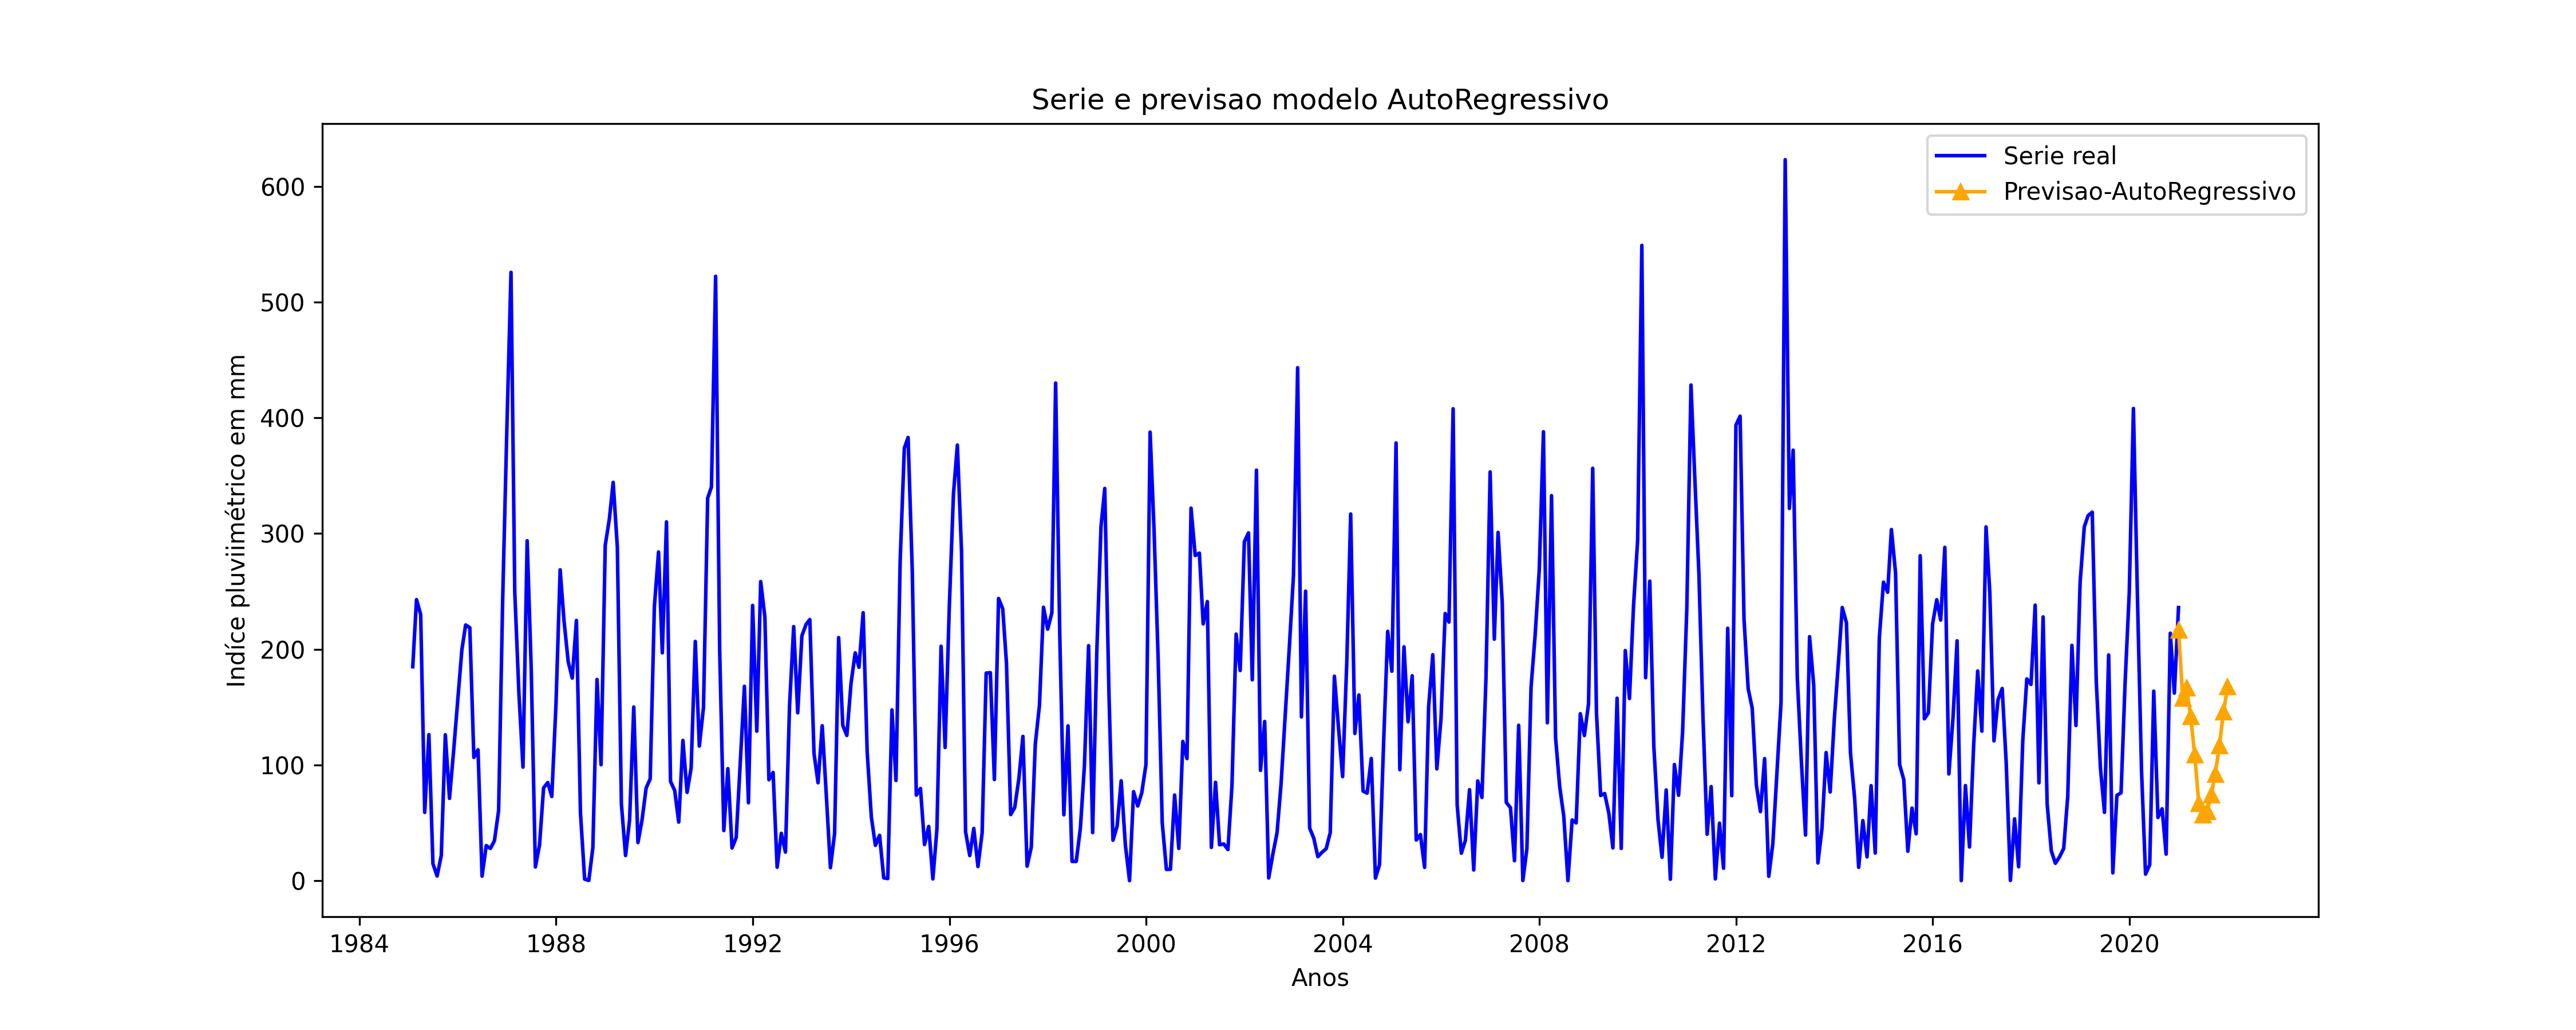 Serie e previsao modelo AutoRegressivo
Serie real
Previsao-AutoRegressivo
Indíce pluviimétrico em mm
600
500
400
300
200
100
0
1984 1988 1992 1996 2000 2004 2008 2012 2016 2020
Anos